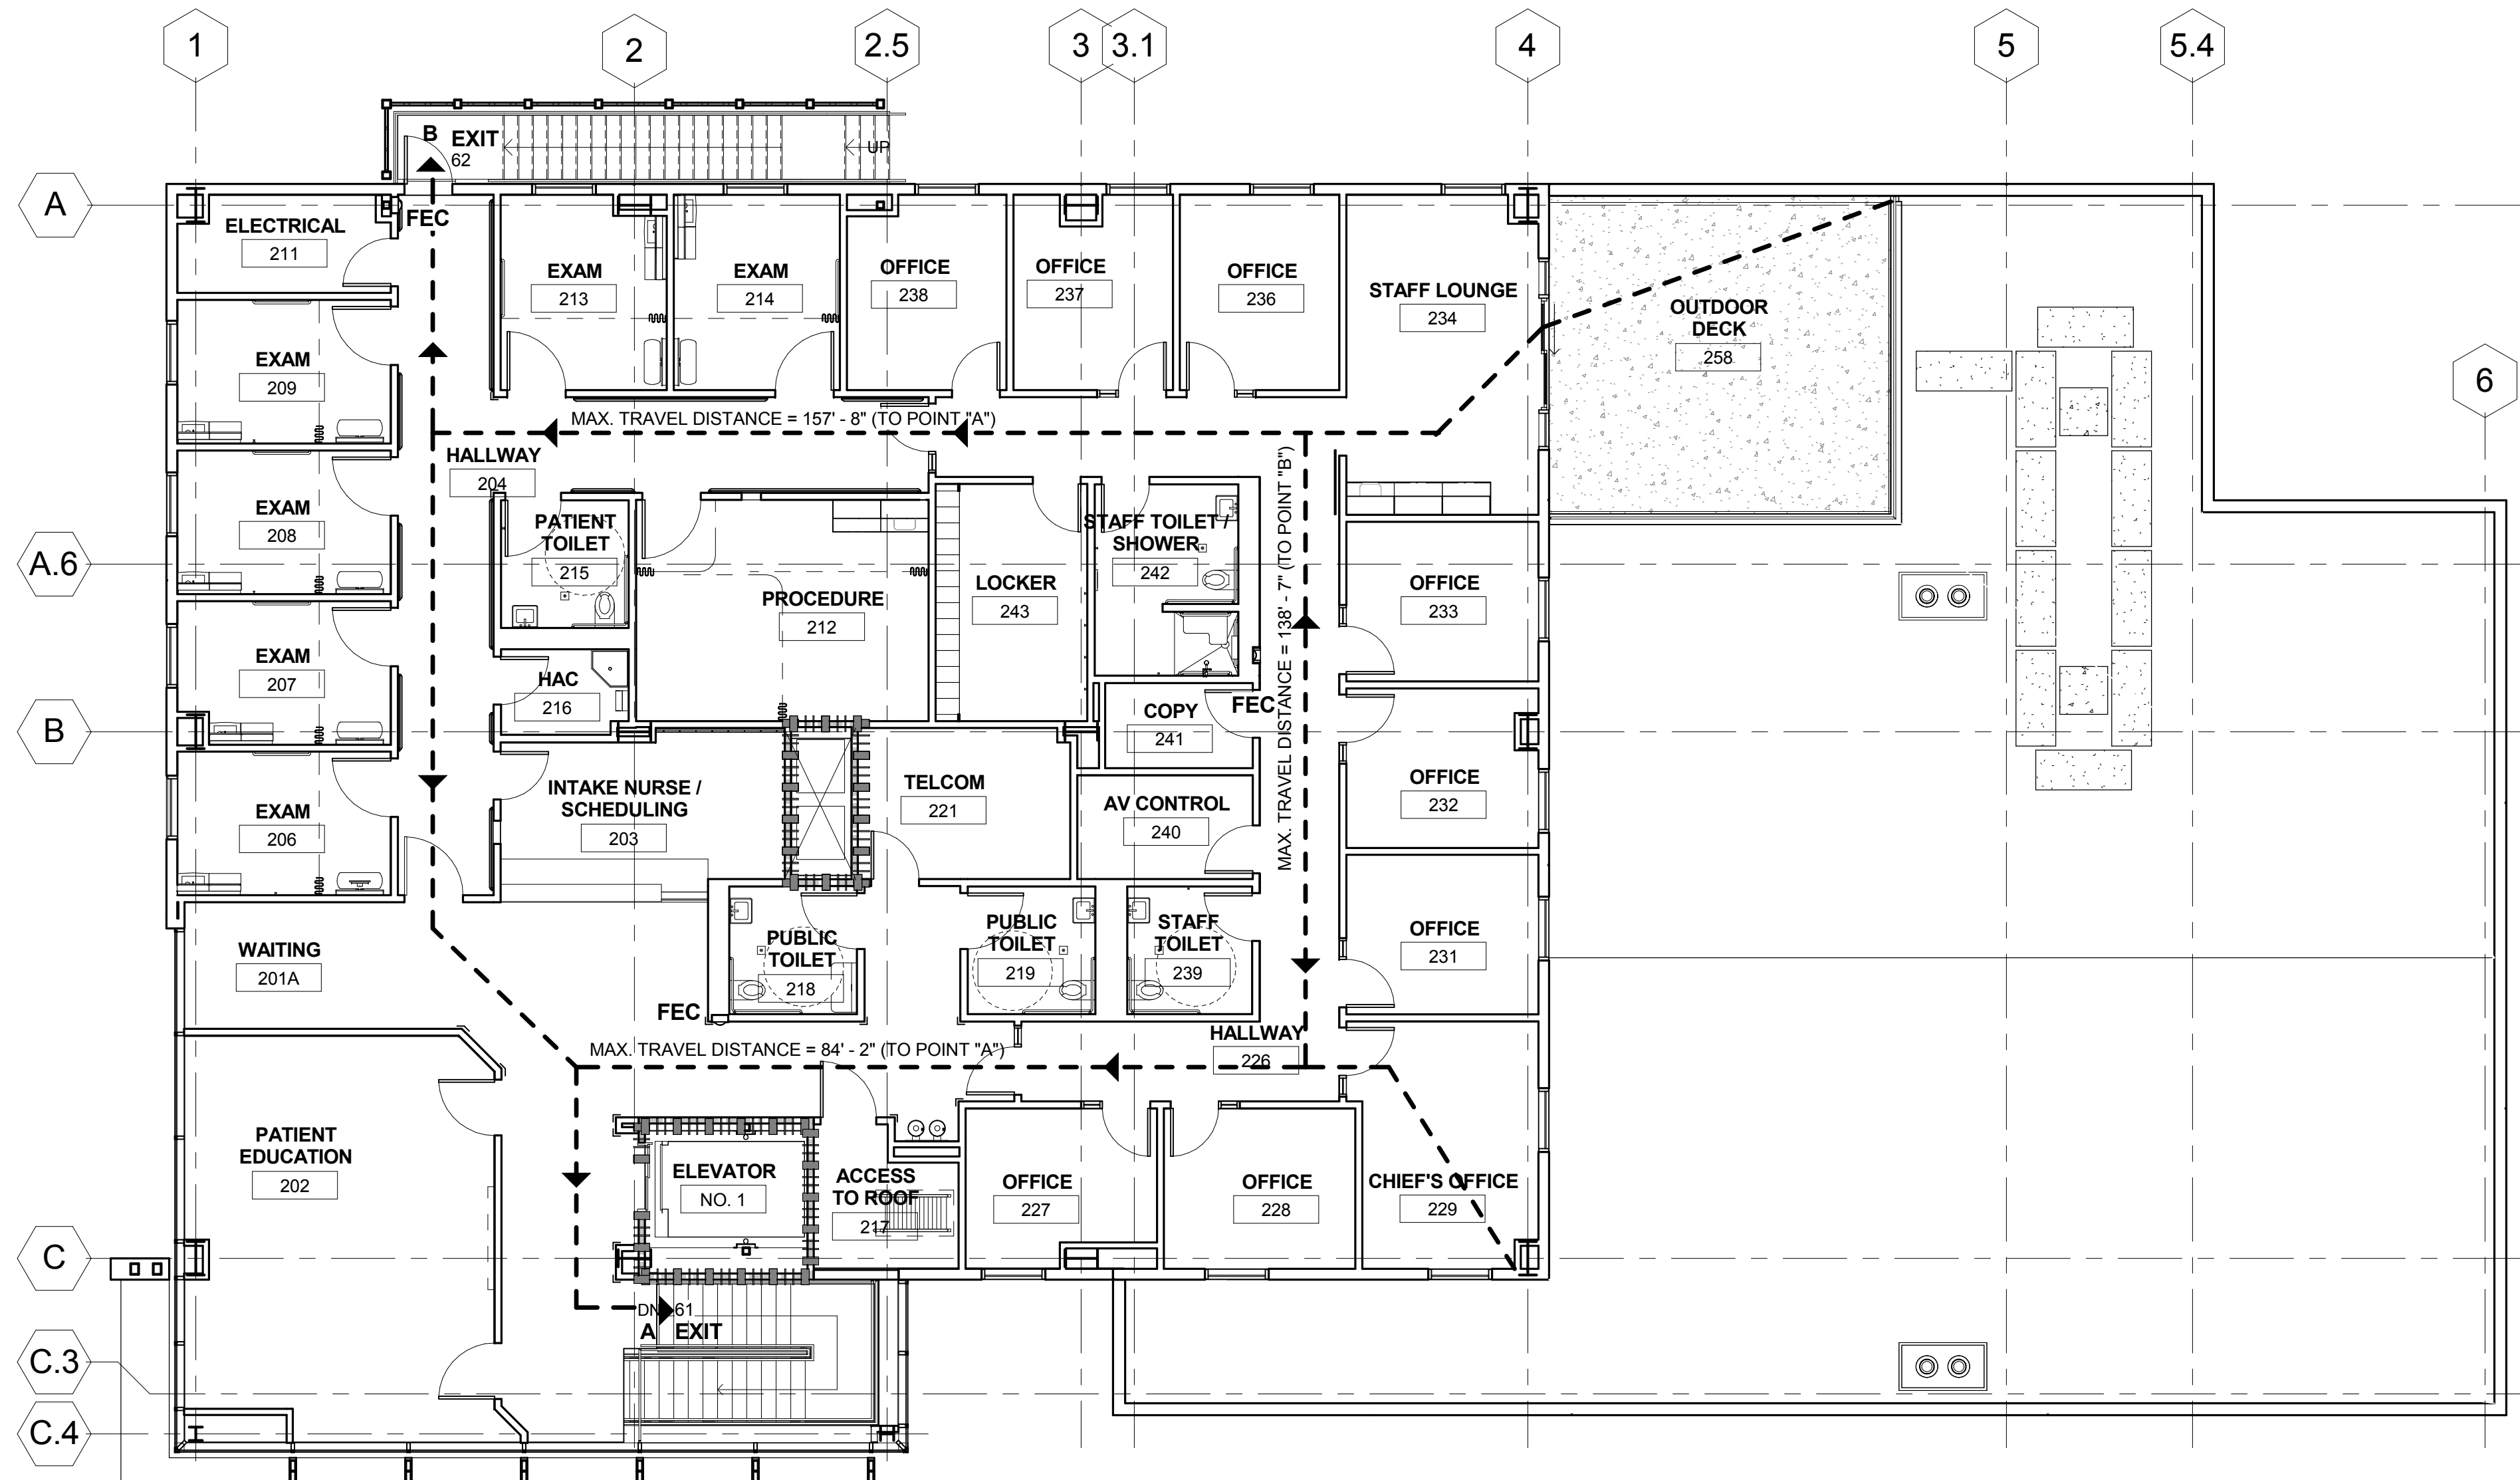 1
2
2.5
3
3.1
4
5
5.4
B
EXIT
62
UP
A
FEC
ELECTRICAL
211
EXAM
213
EXAM
214
OFFICE
238
OFFICE
237
OFFICE
236
STAFF LOUNGE
234
OUTDOOR
DECK
258
EXAM
209
6
MAX. TRAVEL DISTANCE = 157' - 8" (TO POINT "A")
HALLWAY
204
MAX. TRAVEL DISTANCE = 138' - 7" (TO POINT "B")
EXAM
208
PATIENT
TOILET
215
STAFF TOILET /
SHOWER
242
A.6
PROCEDURE
212
LOCKER
243
OFFICE
233
EXAM
207
HAC
216
COPY
241
FEC
B
INTAKE NURSE /
SCHEDULING
203
TELCOM
221
AV CONTROL
240
OFFICE
232
EXAM
206
WAITING
201A
PUBLIC
TOILET
218
PUBLIC
TOILET
219
STAFF
TOILET
239
OFFICE
231
FEC
MAX. TRAVEL DISTANCE = 84' - 2" (TO POINT "A")
HALLWAY
226
PATIENT
EDUCATION
202
ELEVATOR
NO. 1
ACCESS
TO ROOF
217
OFFICE
227
OFFICE
228
CHIEF'S OFFICE
229
C
DN
61
A
EXIT
C.3
C.4